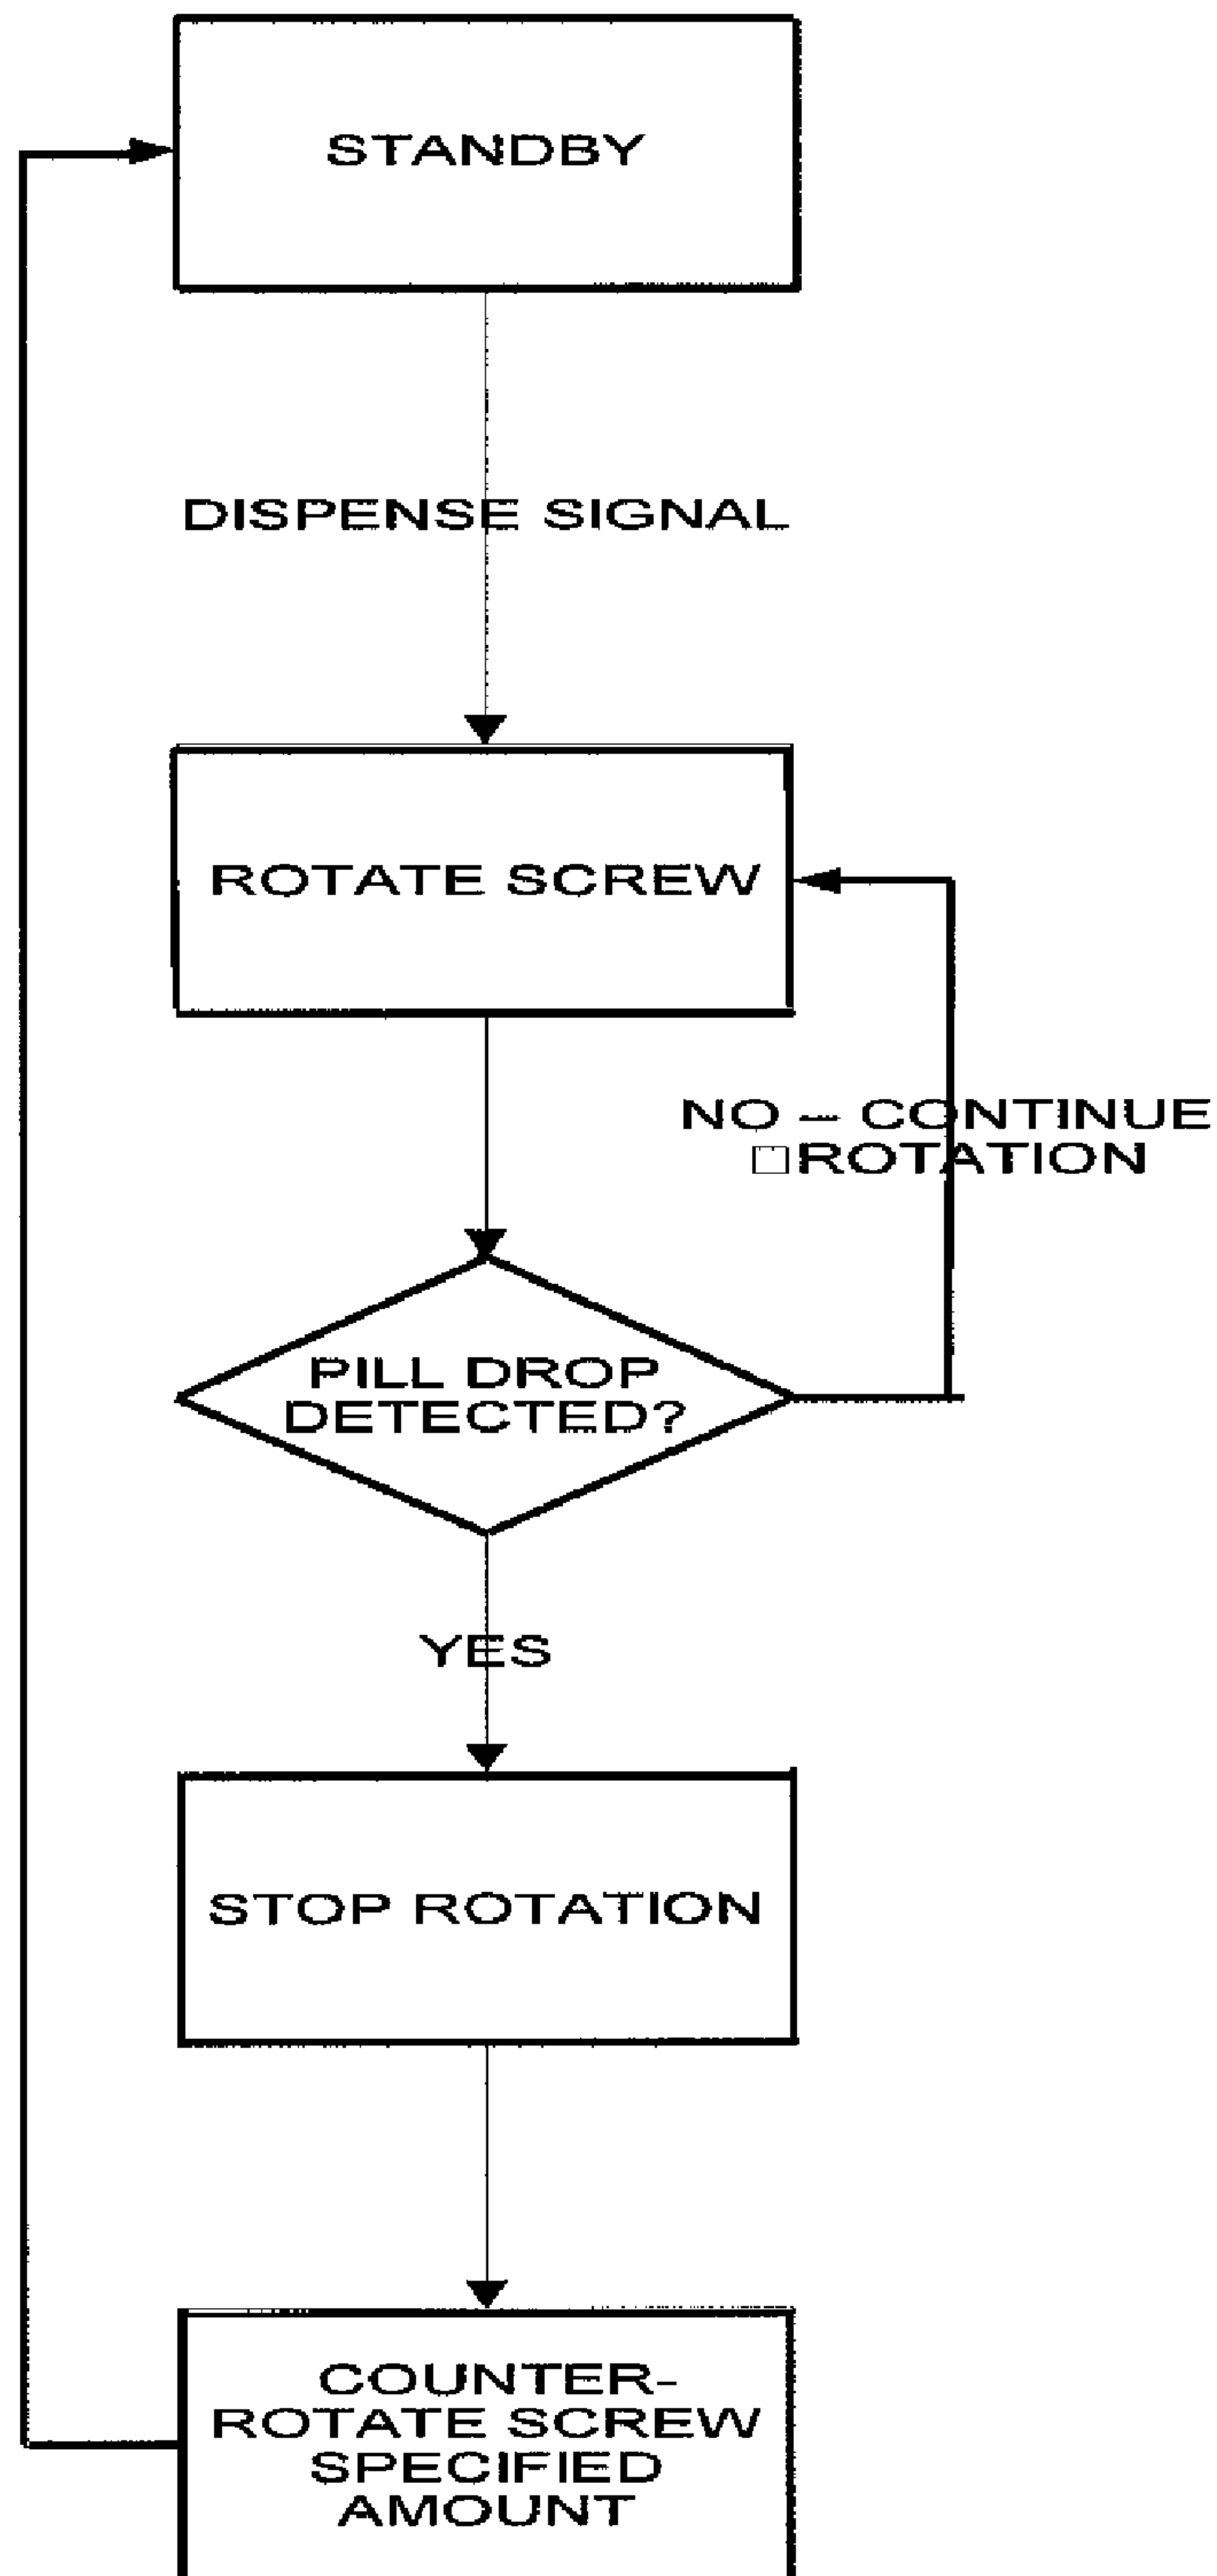 STANDBY
DISPENSE SIGNAL
ROTATE SCREW
NO – CONTINUE
□ROTATION
PILL DROP
DETECTED?
YES
STOP ROTATION
COUNTER-
ROTATE SCREW
SPECIFIED
AMOUNT